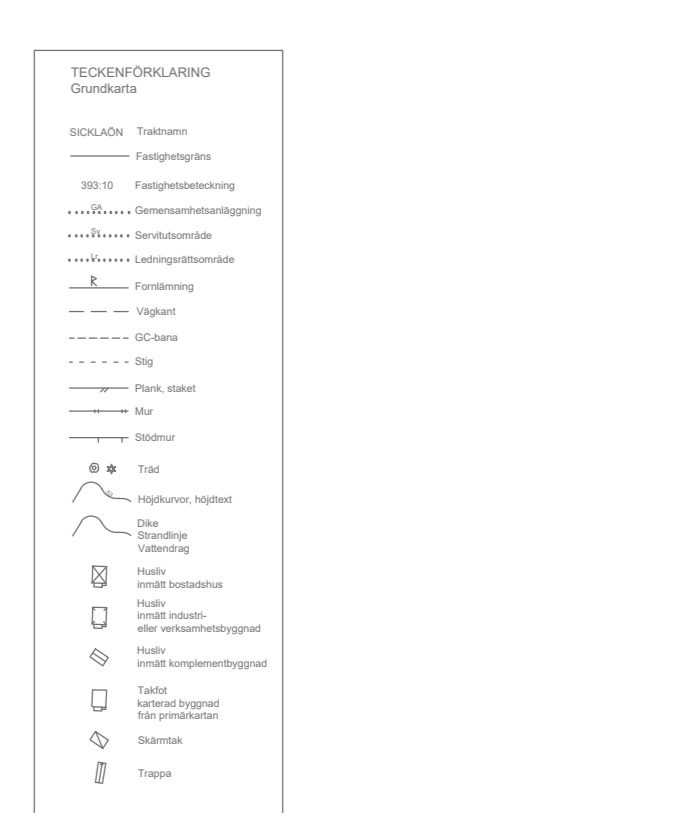 TECKENFÖRKLARING
Grundkarta
SICKLAÖN Traktnamn
Fastighetsgräns
393:10 Fastighetsbeteckning
GA Gemensamhetsanläggning
Sv Servitutsområde
Lr Ledningsrättsområde
R Fornlämning
Vägkant
GC-bana
Stig
Plank, staket
Mur
Stödmur
Träd
Höjdkurvor, höjdtext
Dike
Strandlinje
Vattendrag
Husliv
inmätt bostadshus
Husliv
inmätt industri-
eller verksamhetsbyggnad
Husliv
inmätt komplementbyggnad
Takfot
karterad byggnad
från primärkartan
Skärmtak
Trappa